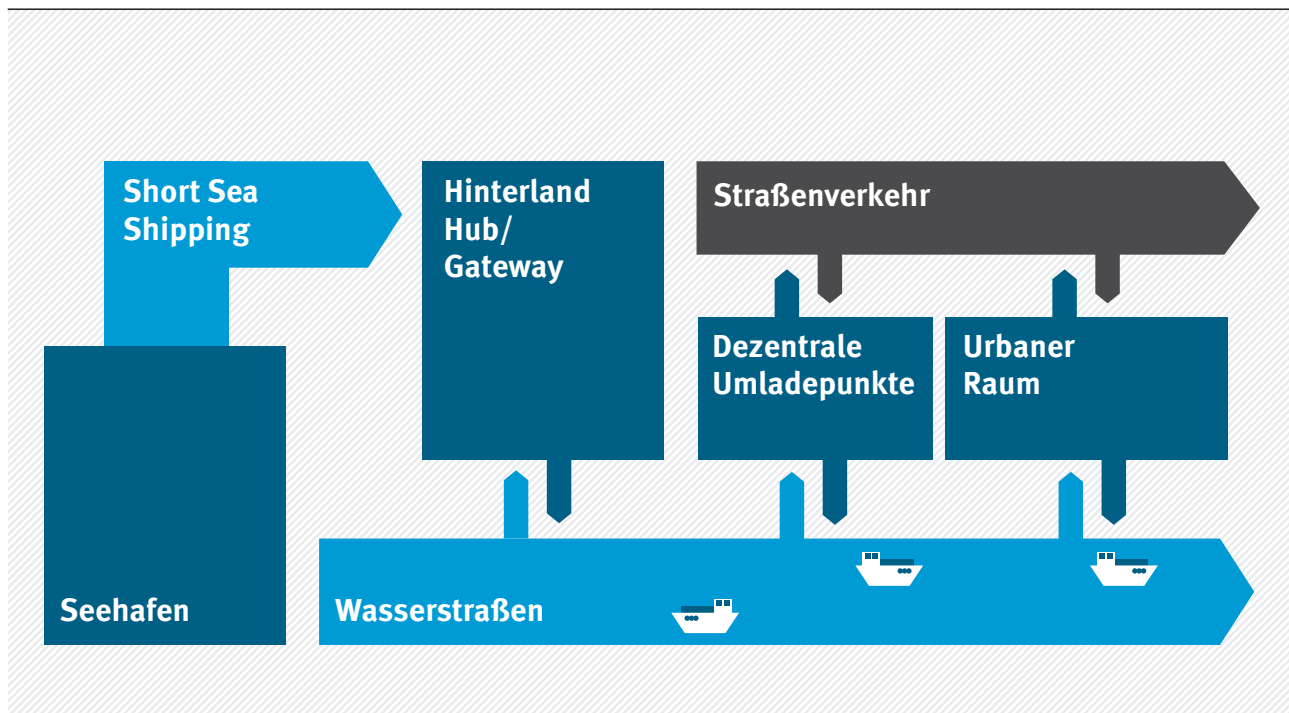 Short Sea
Shipping
Hinterland
Hub/
Gateway
Straßenverkehr
Dezentrale
Umladepunkte
Urbaner
Raum
Seehafen
Wasserstraßen